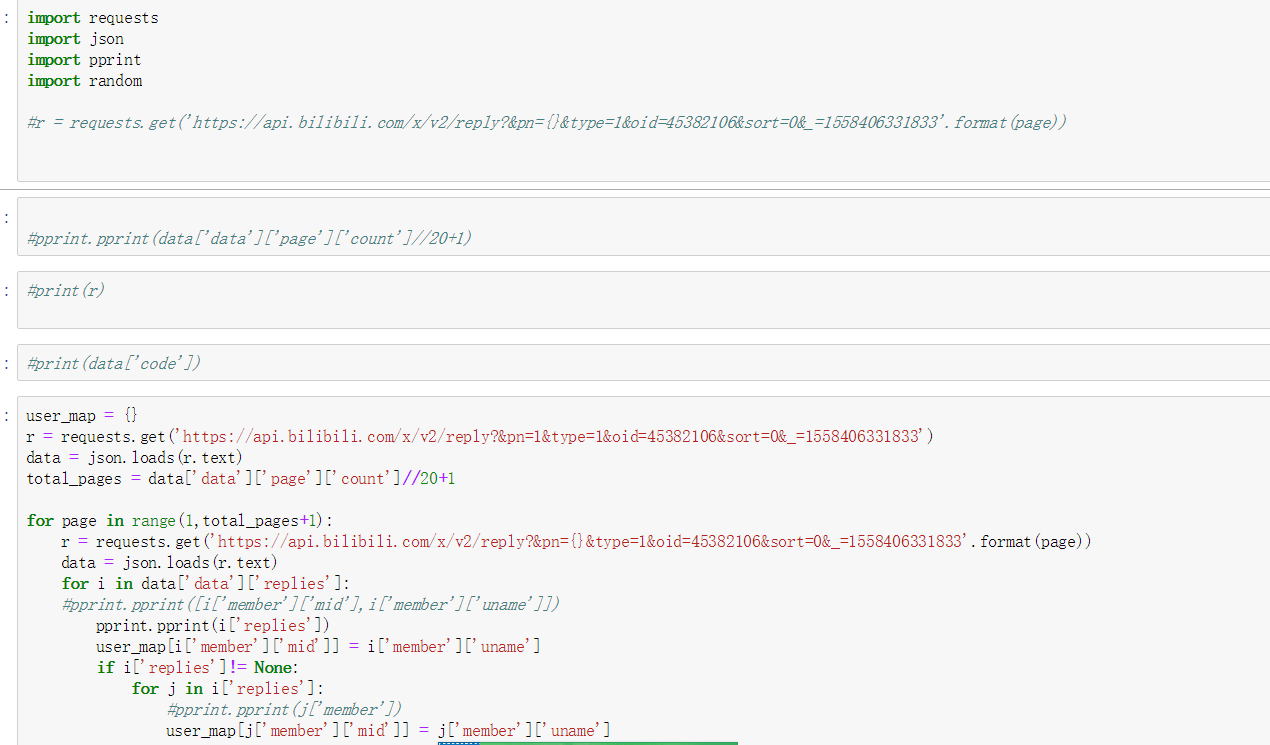 :
import requests
import json
import pprint
import random
#r = requests.get('https://api.bilibili.com/x/v2/reply?&pn={}&type=1&oid=45382106&sort=0&_=1558406331833'.format(page))
:
#pprint.pprint(data['data']['page']['count']//20+1)
:
#print(r)
:
#print(data['code'])
:
user_map = {}
r = requests.get('https://api.bilibili.com/x/v2/reply?&pn=1&type=1&oid=45382106&sort=0&_=1558406331833')
data = json.loads(r.text)
total_pages = data['data']['page']['count']//20+1
for page in range(1,total_pages+1):
    r = requests.get('https://api.bilibili.com/x/v2/reply?&pn={}&type=1&oid=45382106&sort=0&_=1558406331833'.format(page))
    data = json.loads(r.text)
    for i in data['data']['replies']:
    #pprint.pprint([i['member']['mid'],i['member']['uname']])
        pprint.pprint(i['replies'])
        user_map[i['member']['mid']] = i['member']['uname']
        if i['replies']!= None:
            for j in i['replies']:
                #pprint.pprint(j['member'])
                user_map[j['member']['mid']] = j['member']['uname']